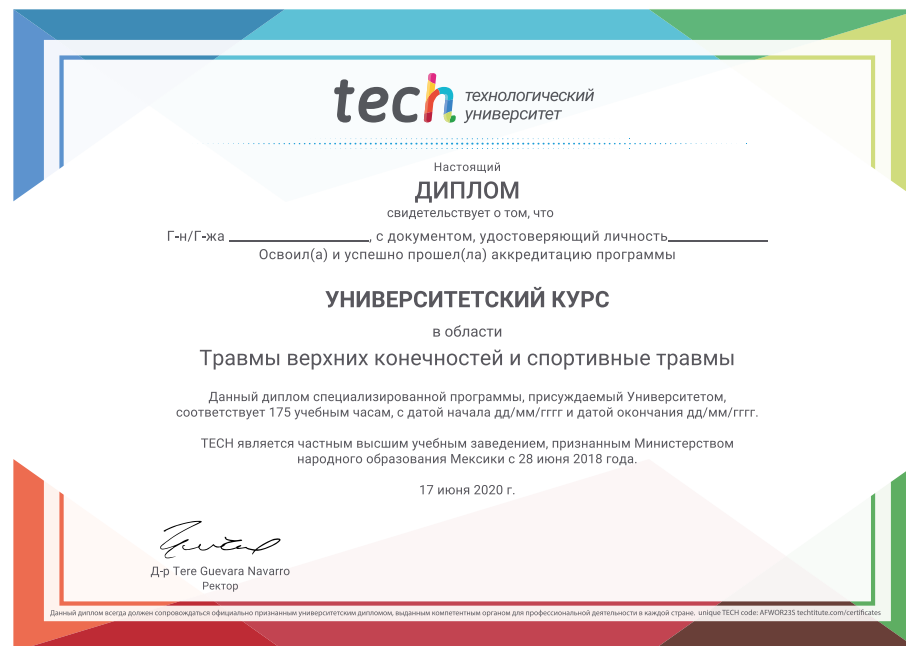 tech технологический
университет
Настоящий
ДИПЛОМ
свидетельствует о том, что
Г-н/Г-жа ____________________, с документом, удостоверяющий личность______________
Освоил(а) и успешно прошел(ла) аккредитацию программы
УНИВЕРСИТЕТСКИЙ КУРС
в области
Травмы верхних конечностей и спортивные травмы
Данный диплом специализированной программы, присуждаемый Университетом,
соответствует 175 учебным часам, с датой начала дд/мм/гггг и датой окончания дд/мм/гггг.
TECH является частным высшим учебным заведением, признанным Министерством
народного образования Мексики с 28 июня 2018 года.
17 июня 2020 г.
Д-р Tere Guevara Navarro
Ректор
Данный диплом всегда должен сопровождаться официально признанным университетским дипломом, выданным компетентным органом для профессиональной деятельности в каждой стране. unique TECH code: AFWOR23S techtitute.com/certificates